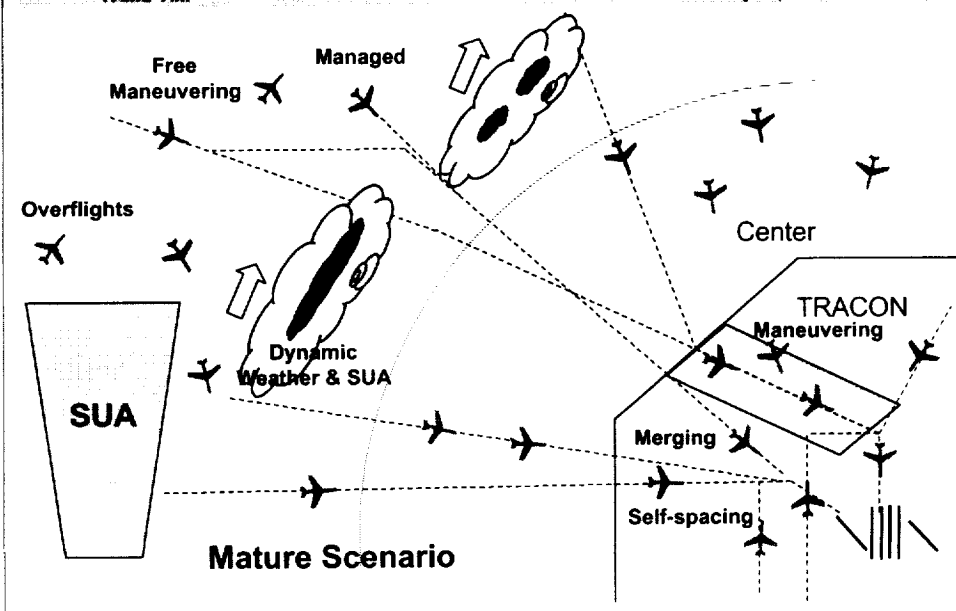 Free
Maneuvering
Managed
Overflights
Center
TRACON
Maneuvering
Dynamic
Weather & SUA
SUA
Merging
Self-spacing
Mature Scenario